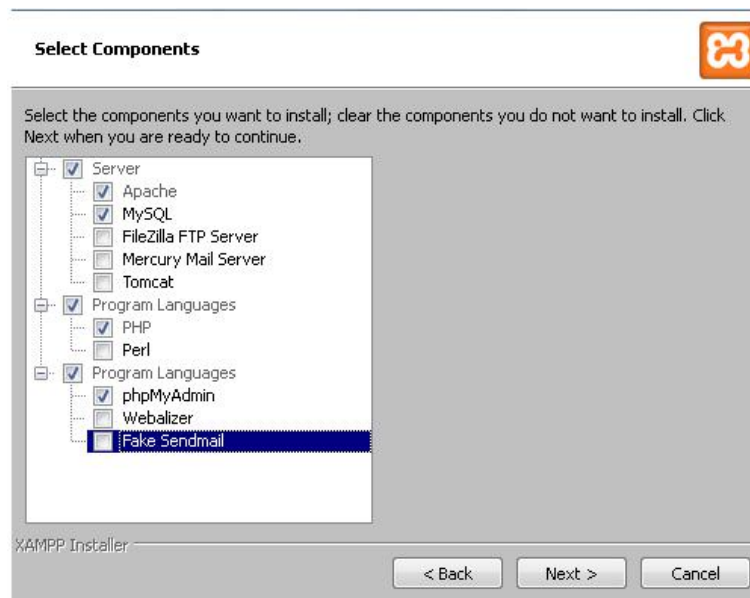 Select Components
Select the components you want to install; clear the components you do not want to install. Click
Next when you are ready to continue.
Server
Apache
MySQL
FileZilla FTP Server
Mercury Mail Server
Tomcat
Program Languages
PHP
Perl
Program Languages
phpMyAdmin
Webalizer
Fake Sendmail
XAMPP Installer
< Back Next > Cancel